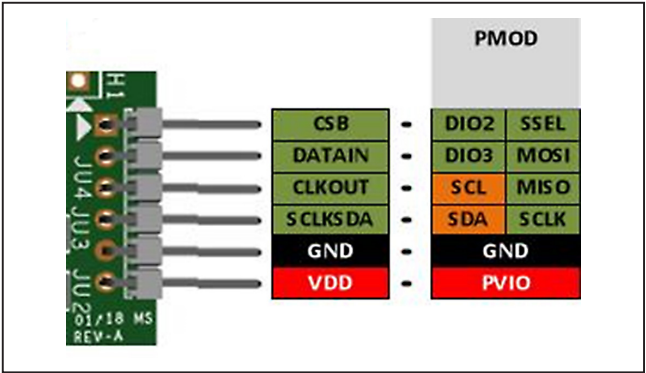 PMOD
H1
CSB - DIO2 SSEL
DATAIN - DIO3 MOSI
CLKOUT - SCL MISO
SCLKSDA - SDA SCLK
GND - GND
VDD - PVIO
JU4
JU3
JU2
01/18 MS
REV-A